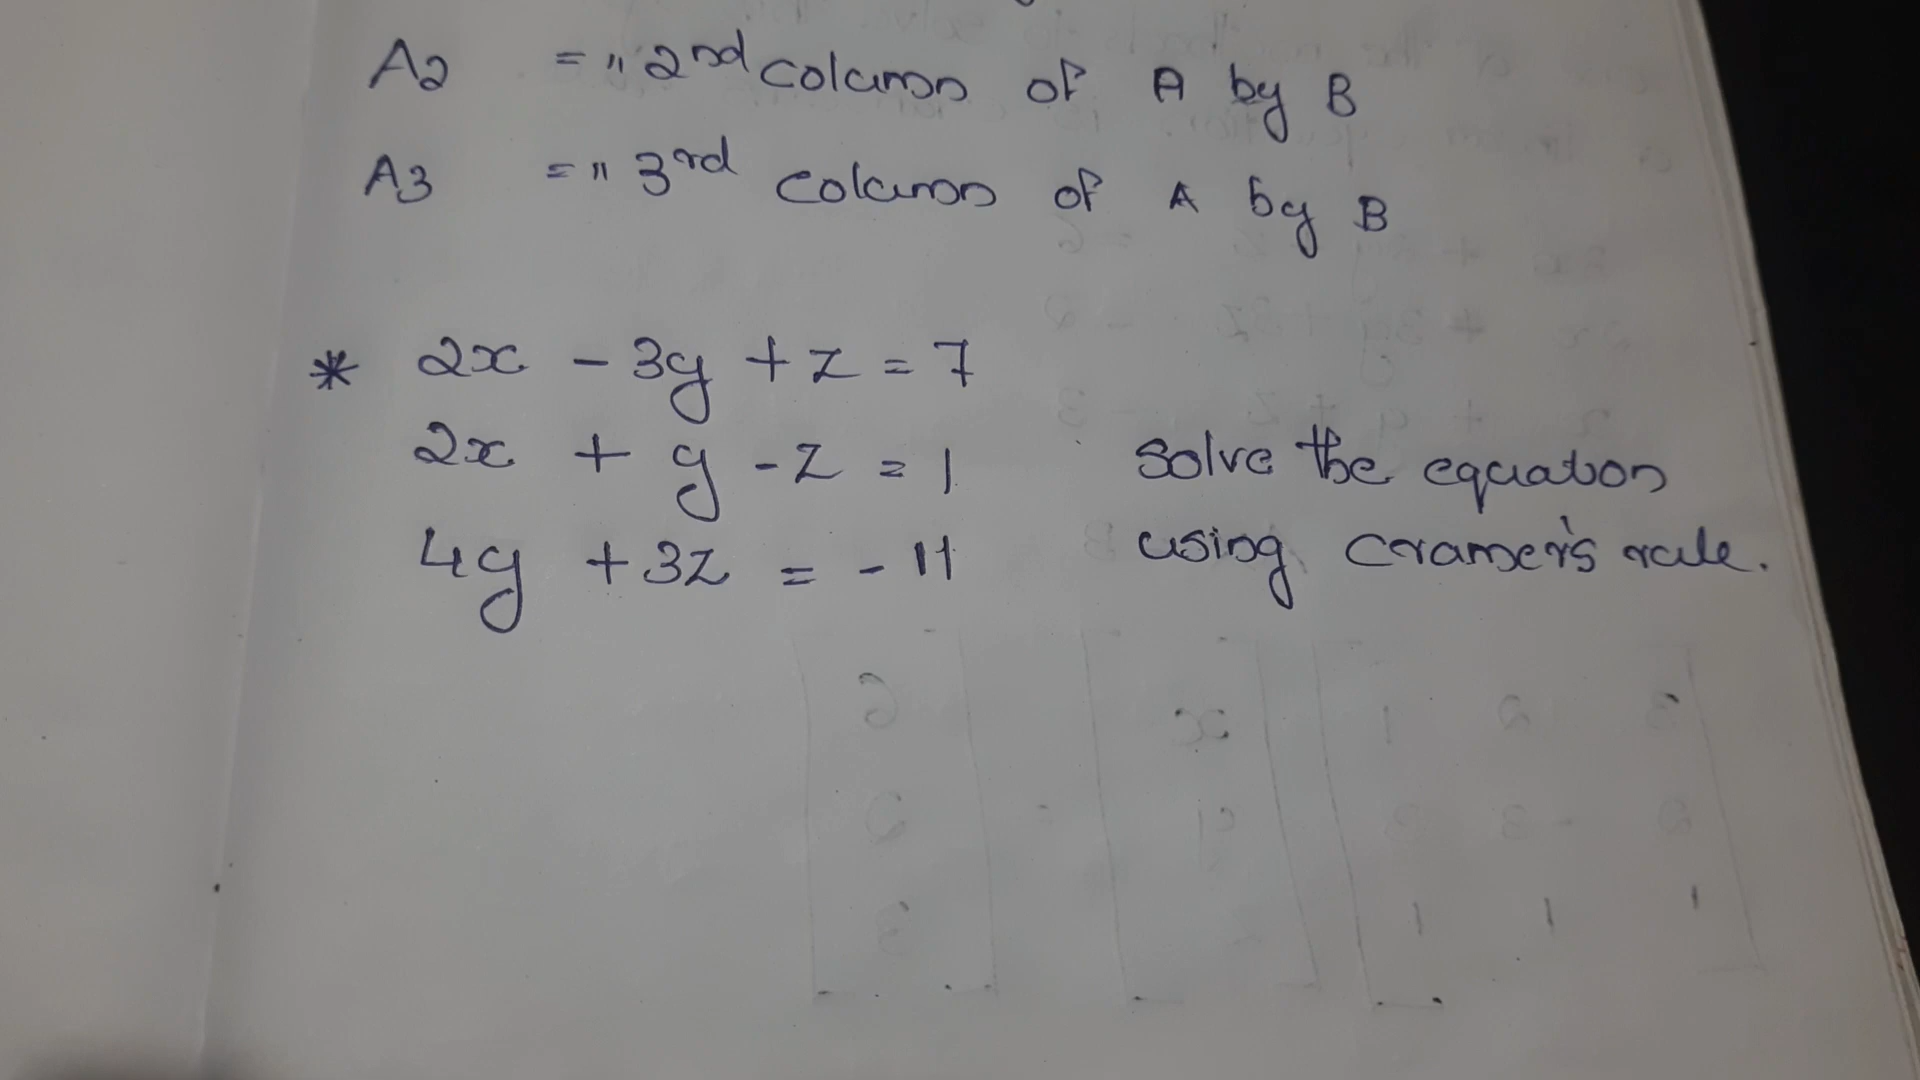 A2 = " 2nd column of A by B
A3 = " 3rd column of A by B
* 2x - 3y + z = 7
2x + y - z = 1
solve the equation
4y + 3z = -11
using cramer's rule.